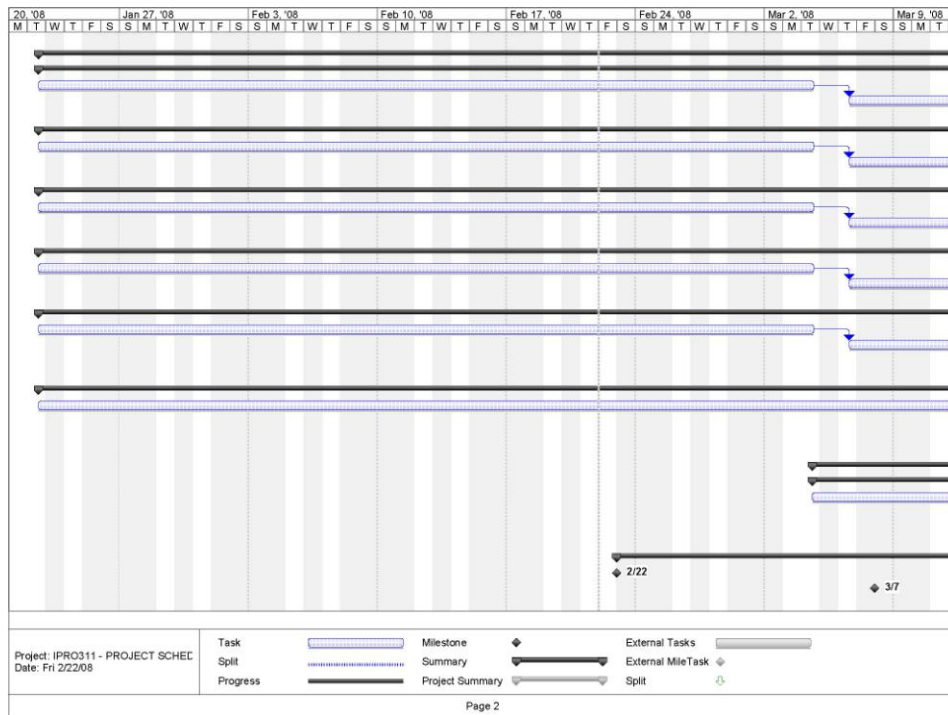 20, '08 Jan 27, '08 Feb 3, '08 Feb 10, '08 Feb 17, '08 Feb 24, '08 Mar 2, '08 Mar 9, '08
M T W T F S S M T W T F S S M T W T F S S M T W T F S S M T W T F S S M T W T F S S M T W T F S S M T
2/22
3/7
Project: IPRO311 - PROJECT SCHED
Date: Fri 2/22/08
Task Milestone External Tasks
Split Summary External MileTask
Progress Project Summary Split
Page 2